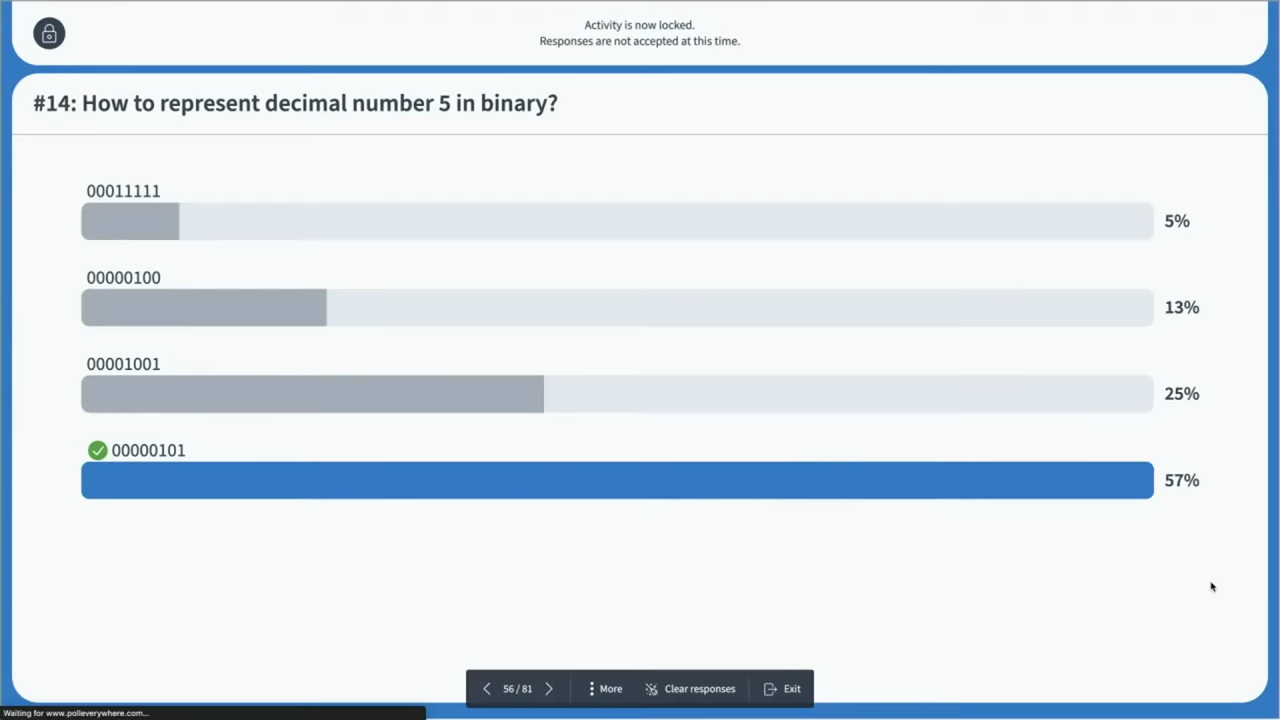 Activity is now locked.
Responses are not accepted at this time.
#14: How to represent decimal number 5 in binary?
00011111
5%
00000100
13%
00001001
25%
00000101
57%
56 / 81
More
Clear responses
Exit
Waiting for www.polleverywhere.com...